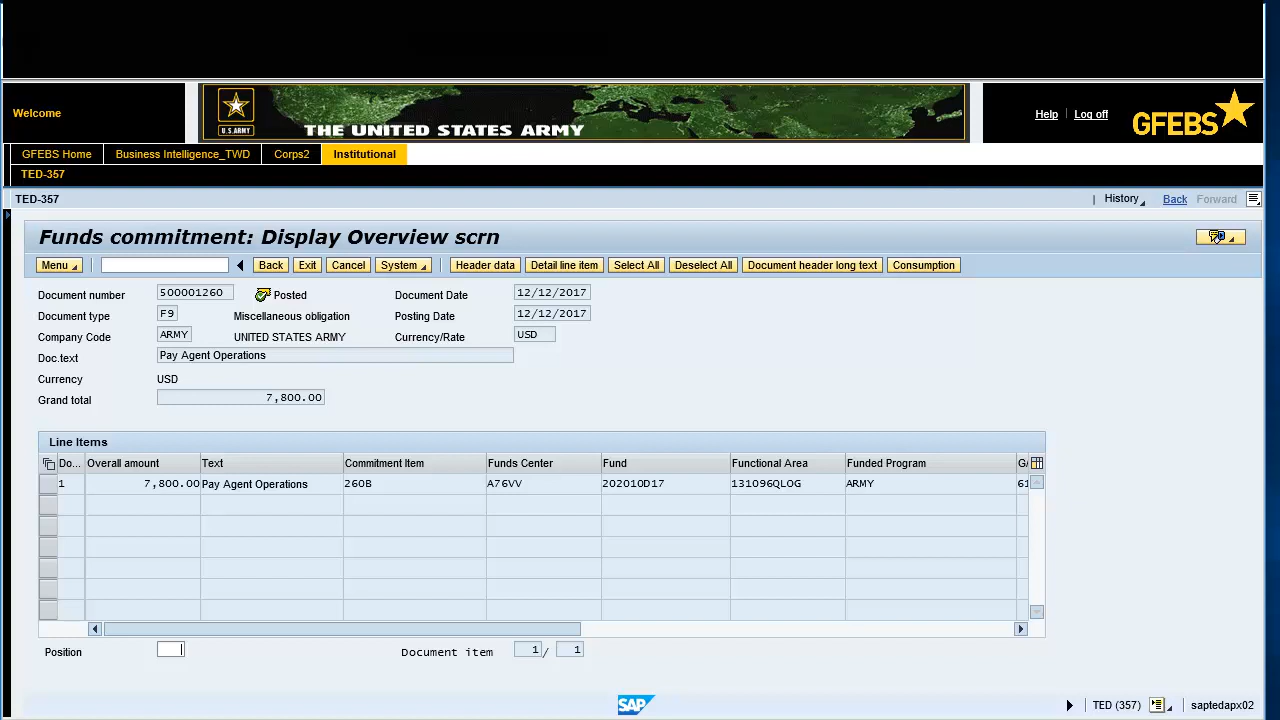 Welcome
U.S.ARMY
THE UNITED STATES ARMY
Help | Log off
GFEBS
GFEBS Home Business Intelligence_TWD Corps2 Institutional
TED-357
TED-357 | History Back Forward
Funds commitment: Display Overview scrn
Menu Back Exit Cancel System Header data Detail line item Select All Deselect All Document header long text Consumption
Document number 500001260 Posted Document Date 12/12/2017
Document type F9 Miscellaneous obligation Posting Date 12/12/2017
Company Code ARMY UNITED STATES ARMY Currency/Rate USD
Doc.text Pay Agent Operations
Currency USD
Grand total 7,800.00
Line Items
Do... Overall amount Text Commitment Item Funds Center Fund Functional Area Funded Program G/
1 7,800.00 Pay Agent Operations 260B A76VV 202010D17 131096QLOG ARMY 61
Position Document item 1 / 1
SAP TED (357) saptedapx02